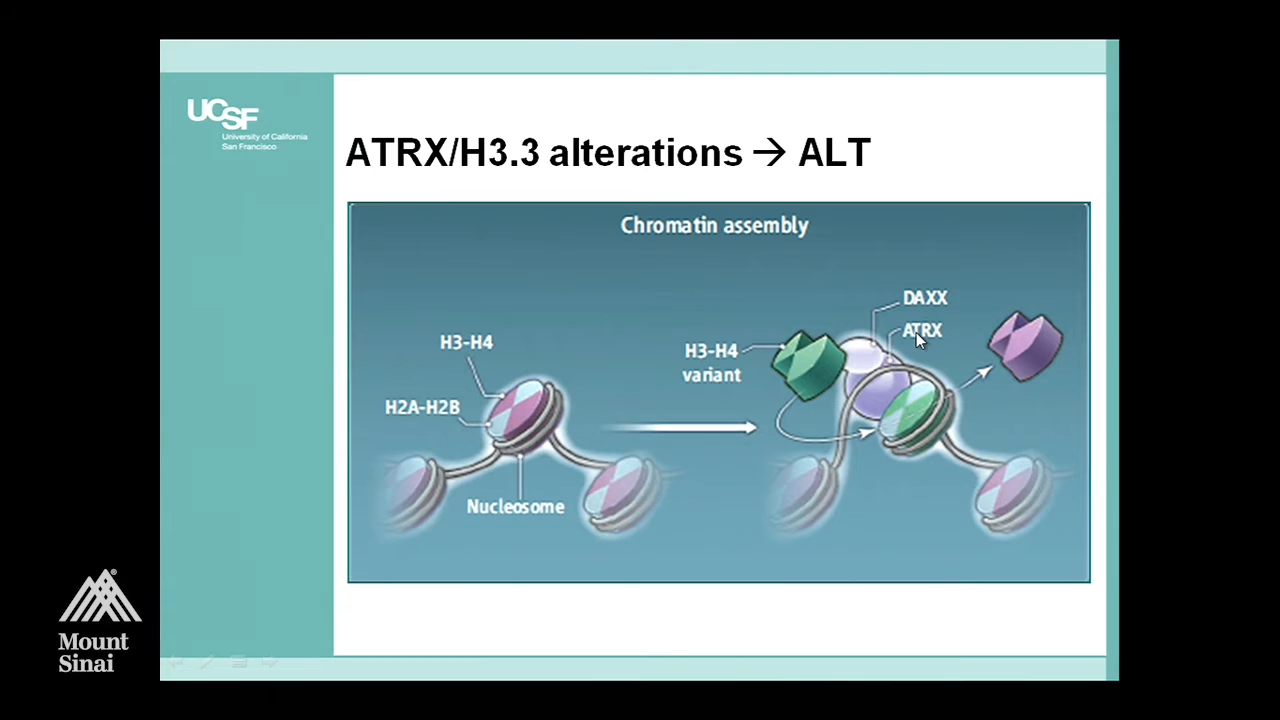 UCSF
University of California
San Francisco
ATRX/H3.3 alterations → ALT
Chromatin assembly
DAXX
ATRX
H3-H4
H3-H4
variant
H2A-H2B
Nucleosome
Mount
Sinai